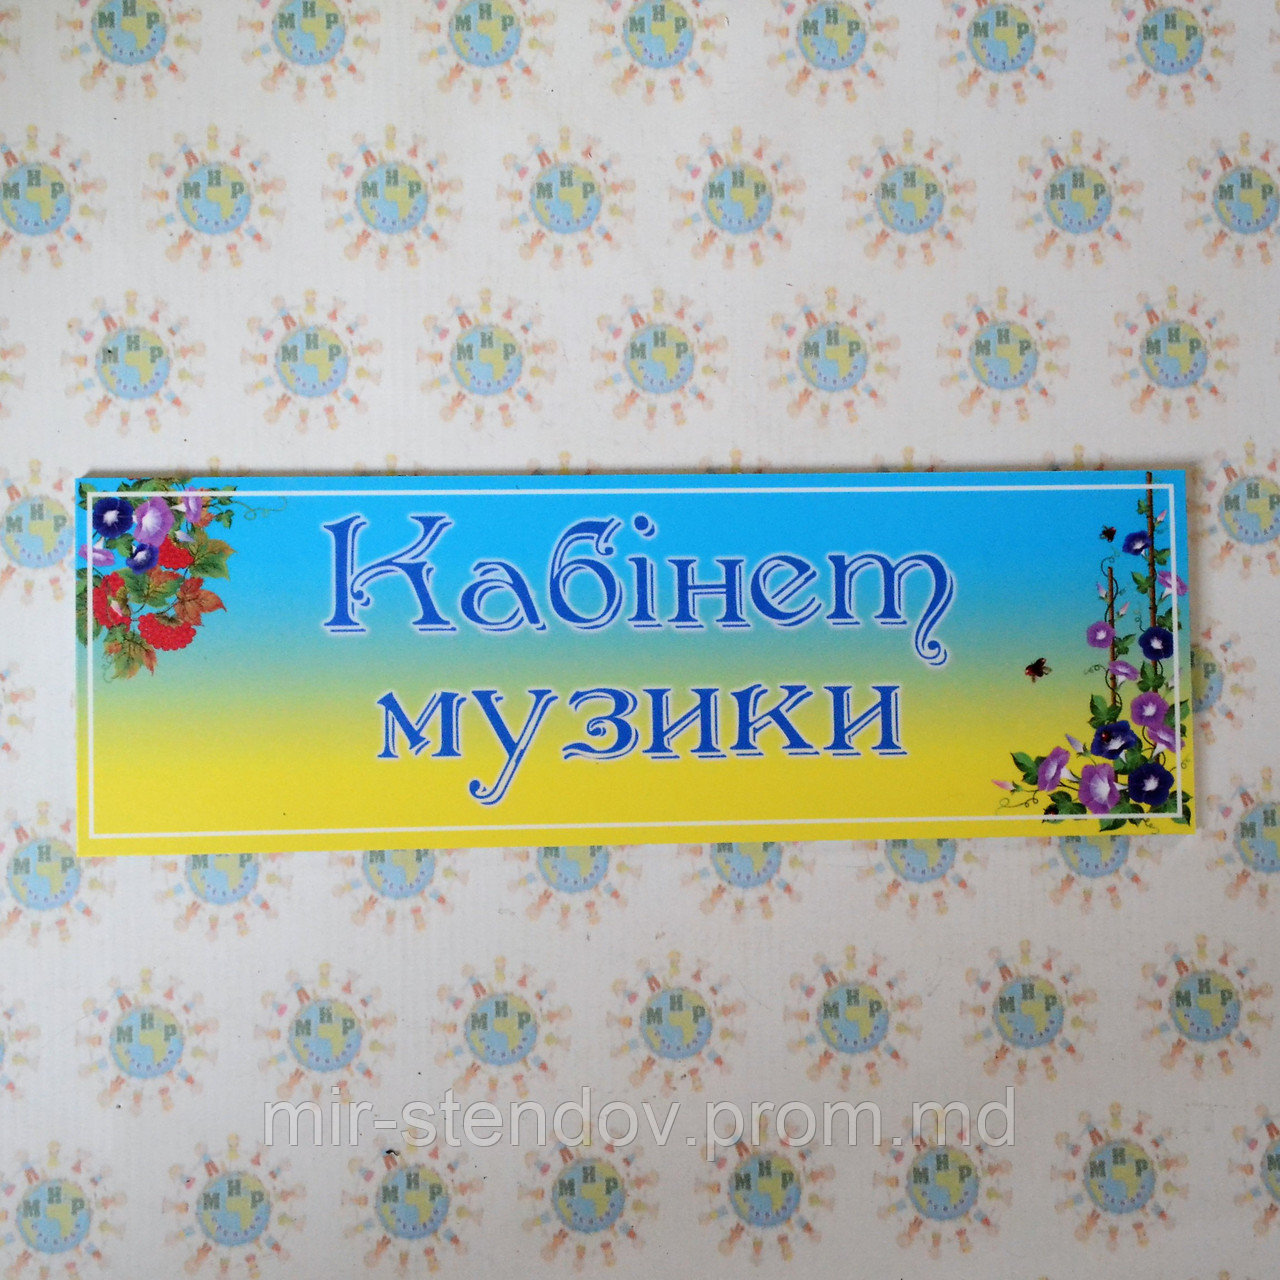 Кабінет
музики
mir-stendov.prom.md